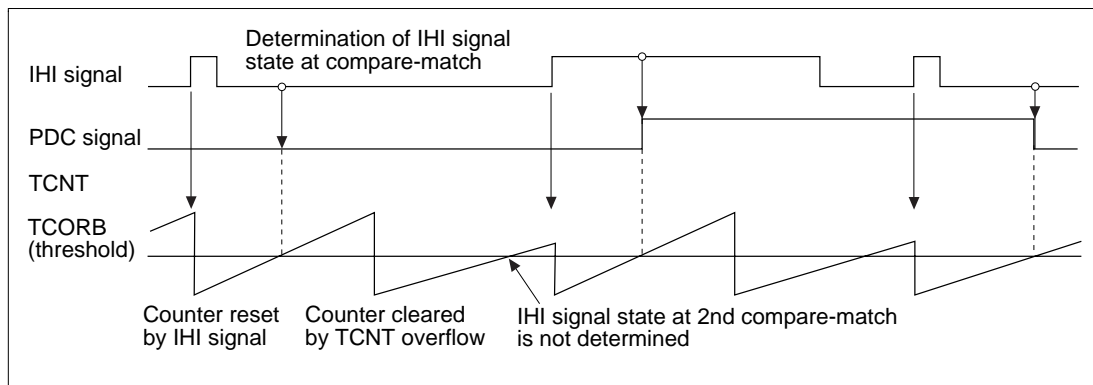 Determination of IHI signal
state at compare-match
IHI signal
PDC signal
TCNT
TCORB
(threshold)
Counter reset
by IHI signal
Counter cleared
by TCNT overflow
IHI signal state at 2nd compare-match
is not determined